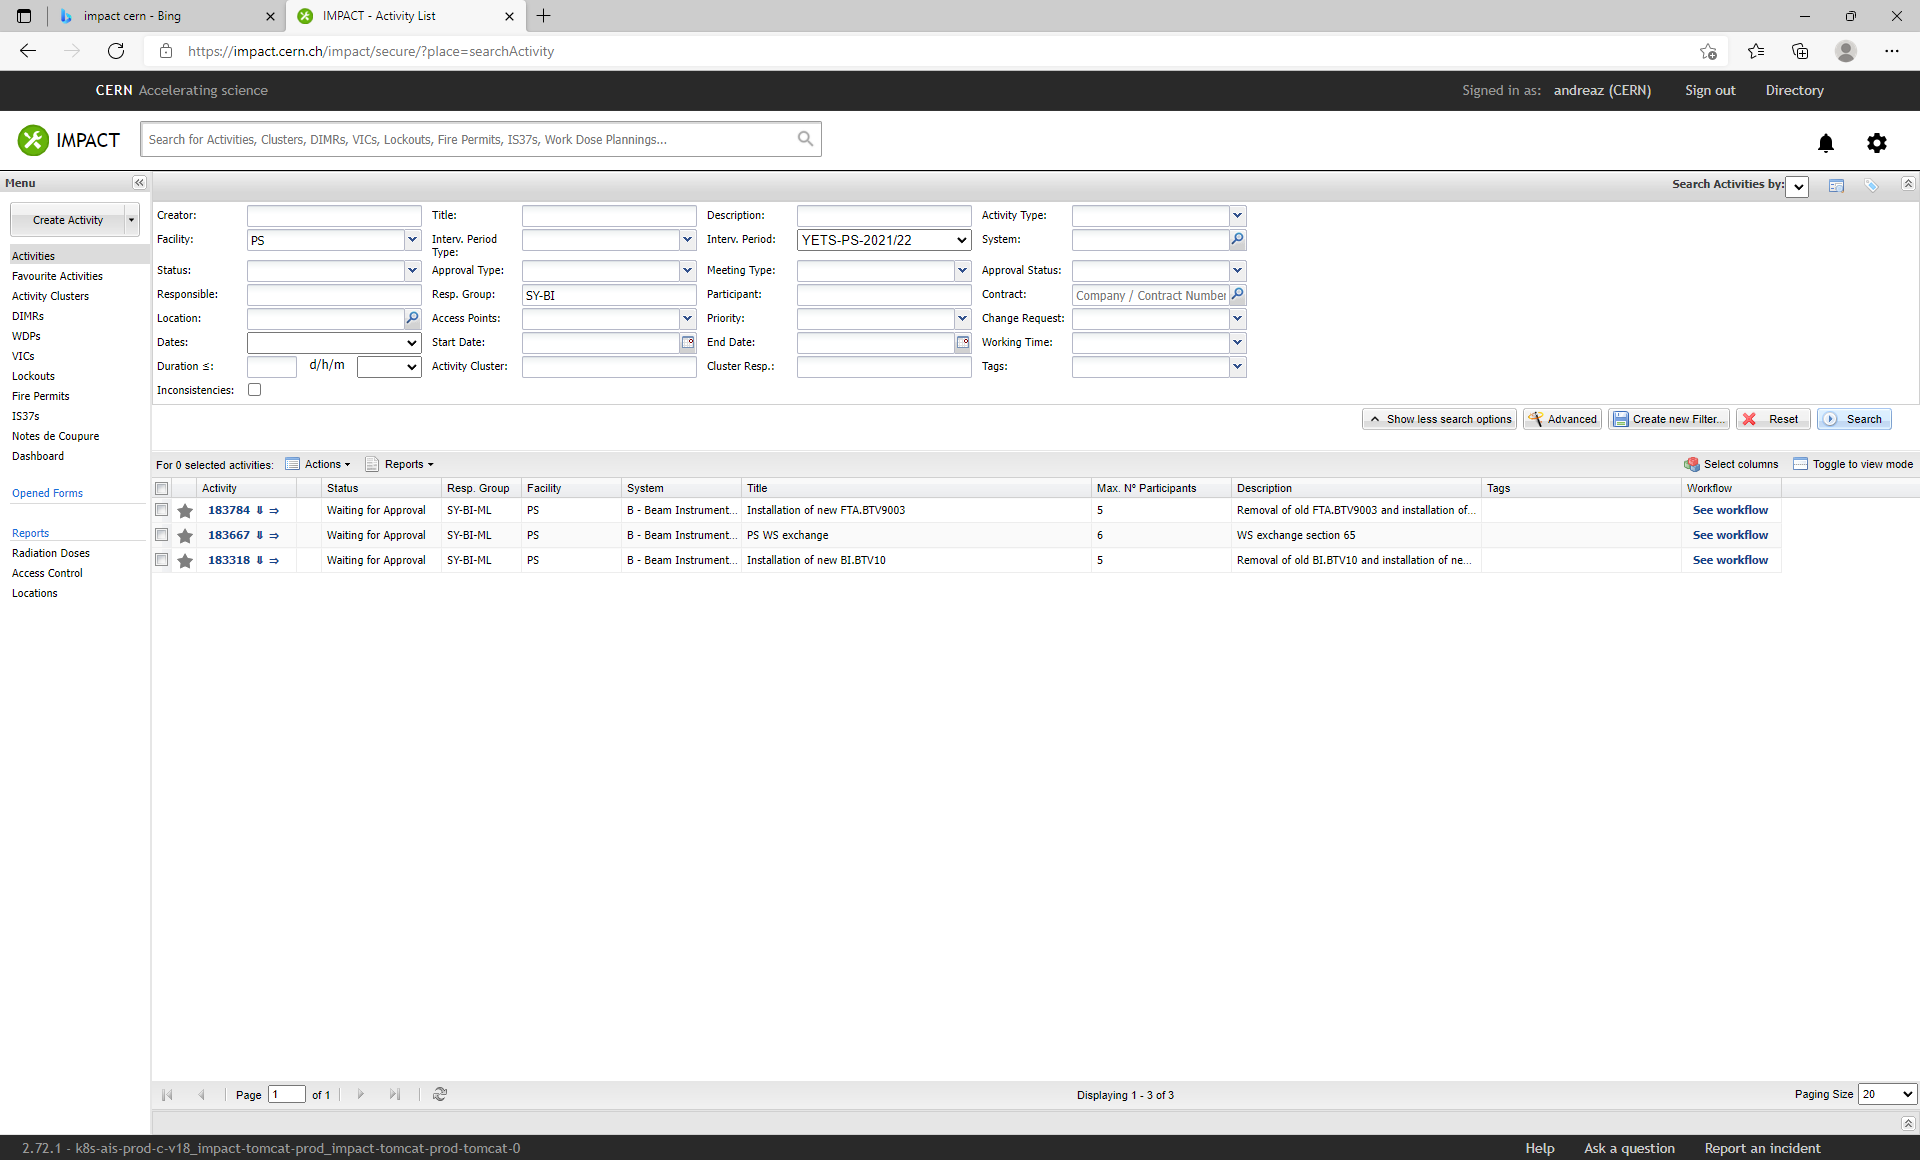 impact cern - Bing
IMPACT - Activity List
https://impact.cern.ch/impact/secure/?place=searchActivity
CERN Accelerating science
Signed in as: andreaz (CERN) Sign out Directory
IMPACT
Search for Activities, Clusters, DIMRs, VICs, Lockouts, Fire Permits, IS37s, Work Dose Plannings...
Menu
Search Activities by:
Create Activity
Activities
Favourite Activities
Activity Clusters
DIMRs
WDPs
VICs
Lockouts
Fire Permits
IS37s
Notes de Coupure
Dashboard
Opened Forms
Reports
Radiation Doses
Access Control
Locations
Creator: Title: Description: Activity Type:
Facility: PS Interv. Period Type: Interv. Period: YETS-PS-2021/22 System:
Status: Approval Type: Meeting Type: Approval Status:
Responsible: Resp. Group: SY-BI Participant: Contract: Company / Contract Number
Location: Access Points: Priority: Change Request:
Dates: Start Date: End Date: Working Time:
Duration ≤: d/h/m Activity Cluster: Cluster Resp.: Tags:
Inconsistencies:
Show less search options Advanced Create new Filter... Reset Search
For 0 selected activities: Actions Reports Select columns Toggle to view mode
Activity Status Resp. Group Facility System Title Max. Nº Participants Description Tags Workflow
183784 ⇓ ⇒ Waiting for Approval SY-BI-ML PS B - Beam Instrument... Installation of new FTA.BTV9003 5 Removal of old FTA.BTV9003 and installation of... See workflow
183667 ⇓ ⇒ Waiting for Approval SY-BI-ML PS B - Beam Instrument... PS WS exchange 6 WS exchange section 65 See workflow
183318 ⇓ ⇒ Waiting for Approval SY-BI-ML PS B - Beam Instrument... Installation of new BI.BTV10 5 Removal of old BI.BTV10 and installation of ne... See workflow
Page 1 of 1 Displaying 1 - 3 of 3 Paging Size 20
2.72.1 - k8s-ais-prod-c-v18_impact-tomcat-prod_impact-tomcat-prod-tomcat-0
Help Ask a question Report an incident